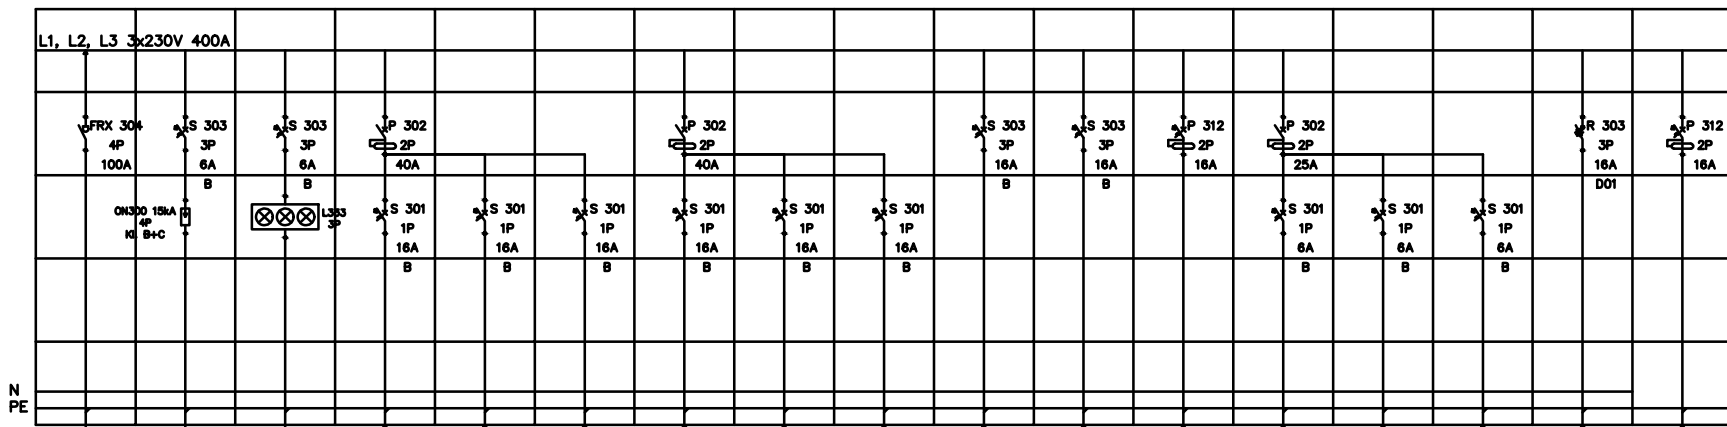 L1, L2, L3 3x230V 400A
FRX 304
4P
100A
S 303
3P
6A
B
S 303
3P
6A
B
P 302
2P
40A
P 302
2P
40A
S 303
3P
16A
B
S 303
3P
16A
B
P 312
2P
16A
P 302
2P
25A
R 303
3P
16A
D01
P 312
2P
16A
ON300 15kA
4P
Kl. B+C
L333
3P
S 301
1P
16A
B
S 301
1P
16A
B
S 301
1P
16A
B
S 301
1P
16A
B
S 301
1P
16A
B
S 301
1P
16A
B
S 301
1P
6A
B
S 301
1P
6A
B
S 301
1P
6A
B
N
PE